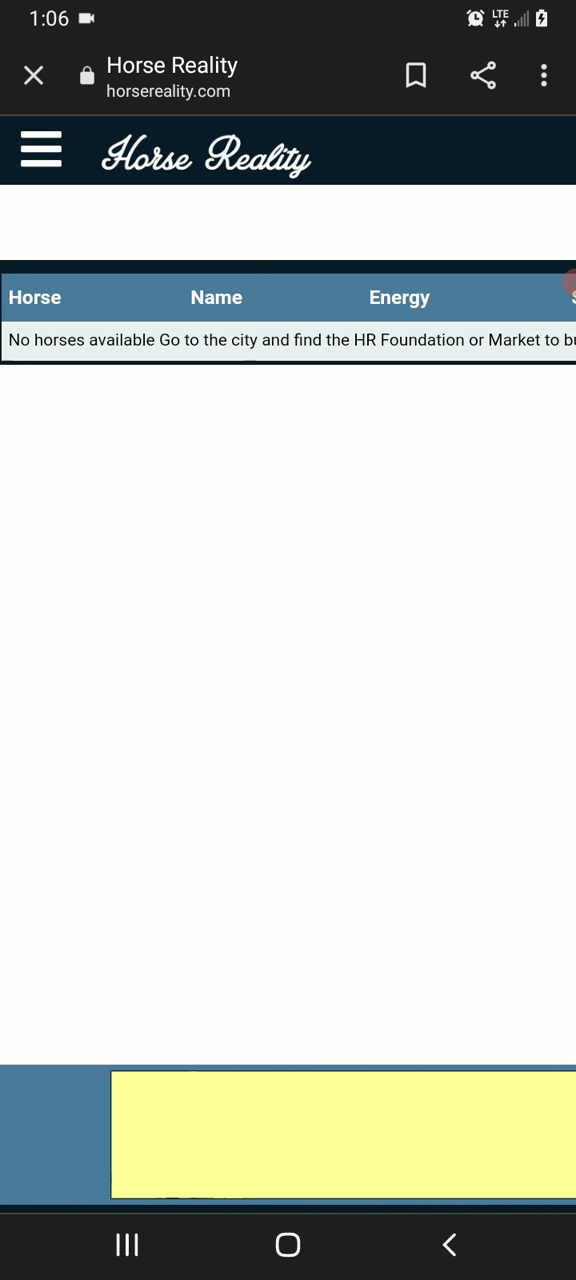 1:06 LTE
Horse Reality
horsereality.com
Horse Reality
Horse Name Energy
No horses available Go to the city and find the HR Foundation or Market to